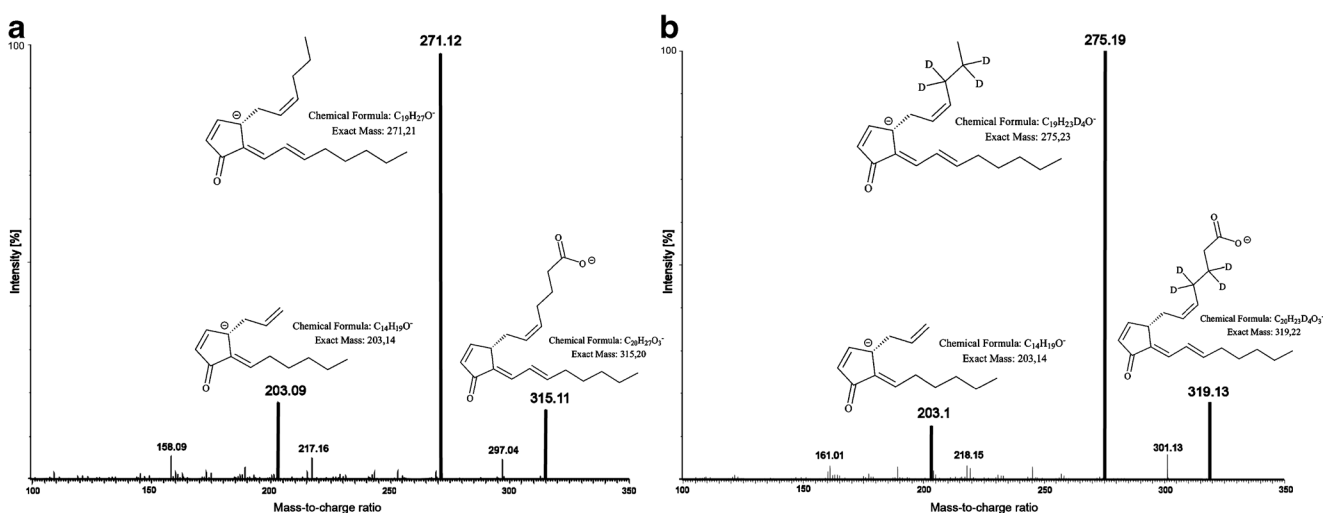 a
100
271.12
Chemical Formula: C₁₉H₂₇O⁻
Exact Mass: 271,21
O
Intensity [%]
O
O ⊖
Chemical Formula: C₁₄H₁₉O⁻
Exact Mass: 203,14
Chemical Formula: C₂₀H₂₇O₃⁻
Exact Mass: 315,20
O
O
203.09
315.11
158.09
217.16
297.04
100
150
200
250
300
350
Mass-to-charge ratio
b
100
275.19
D
D
D
D
Chemical Formula: C₁₉H₂₃D₄O⁻
Exact Mass: 275,23
O
Intensity [%]
O
O ⊖
D
D
D
D
Chemical Formula: C₁₄H₁₉O⁻
Exact Mass: 203,14
Chemical Formula: C₂₀H₂₃D₄O₃⁻
Exact Mass: 319,22
O
O
203.1
319.13
161.01
218.15
301.13
100
150
200
250
300
350
Mass-to-charge ratio